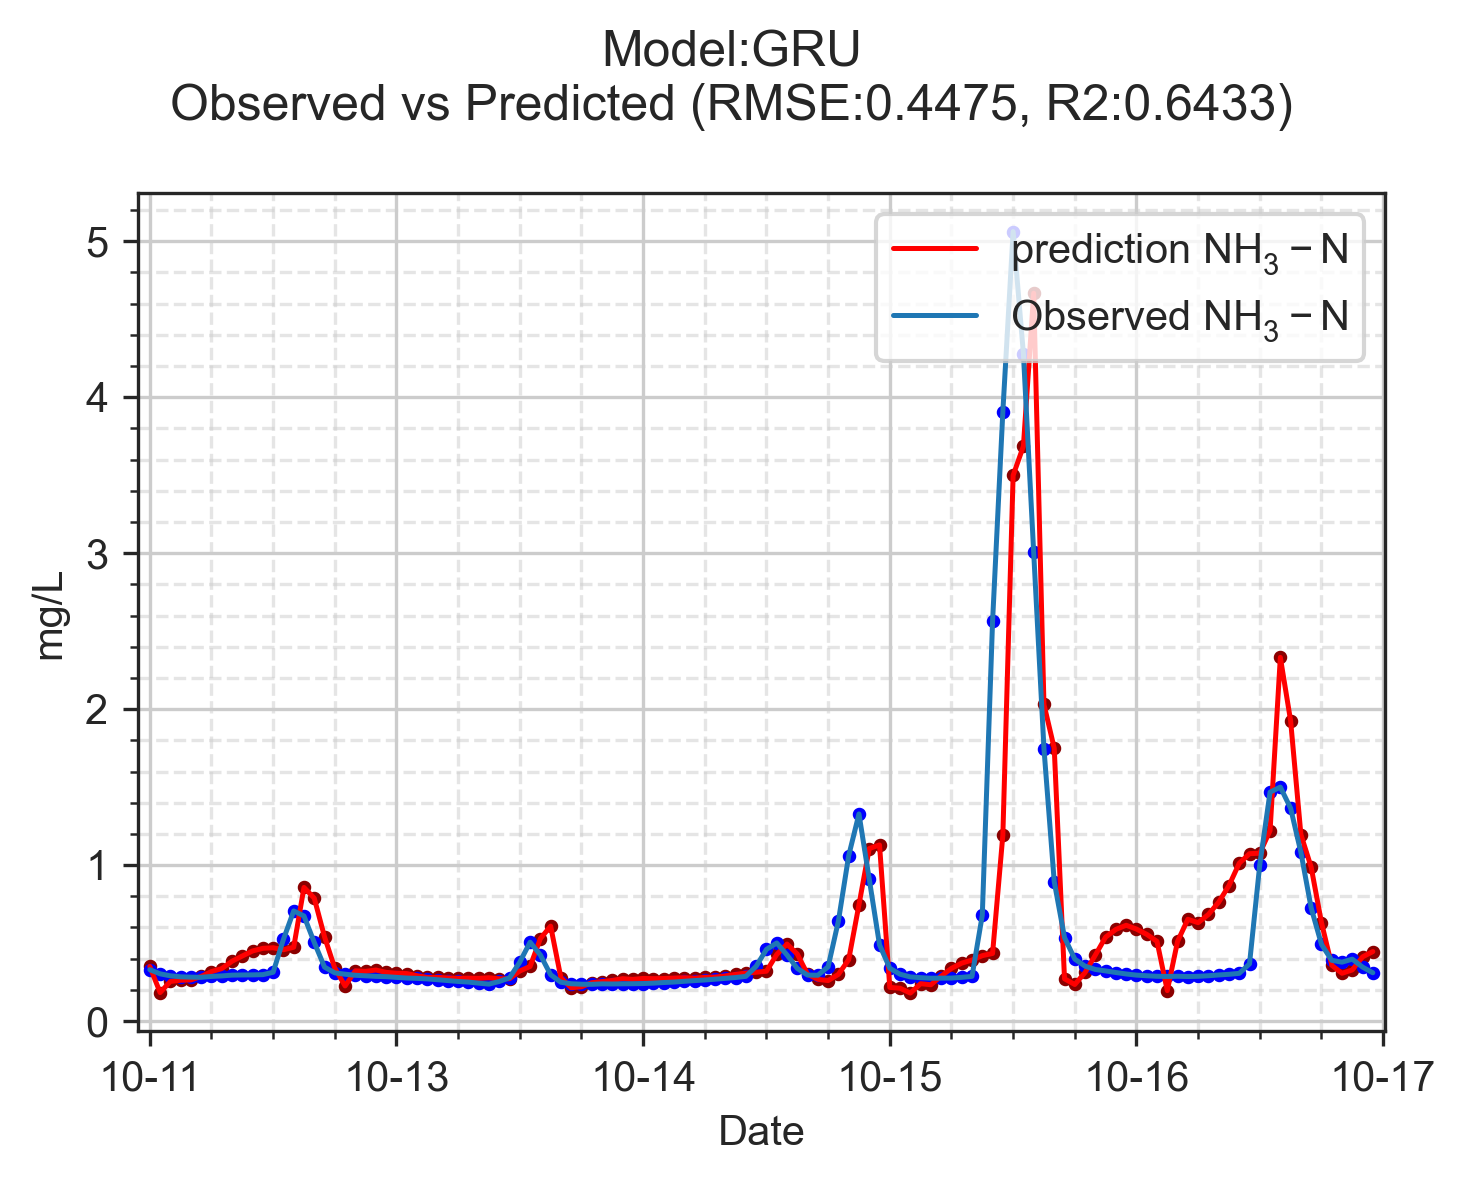 Model:GRU
Observed vs Predicted (RMSE:0.4475, R2:0.6433)
prediction NH₃ − N
Observed NH₃ − N
5
4
3
2
1
0
mg/L
10-11 10-13 10-14 10-15 10-16 10-17
Date